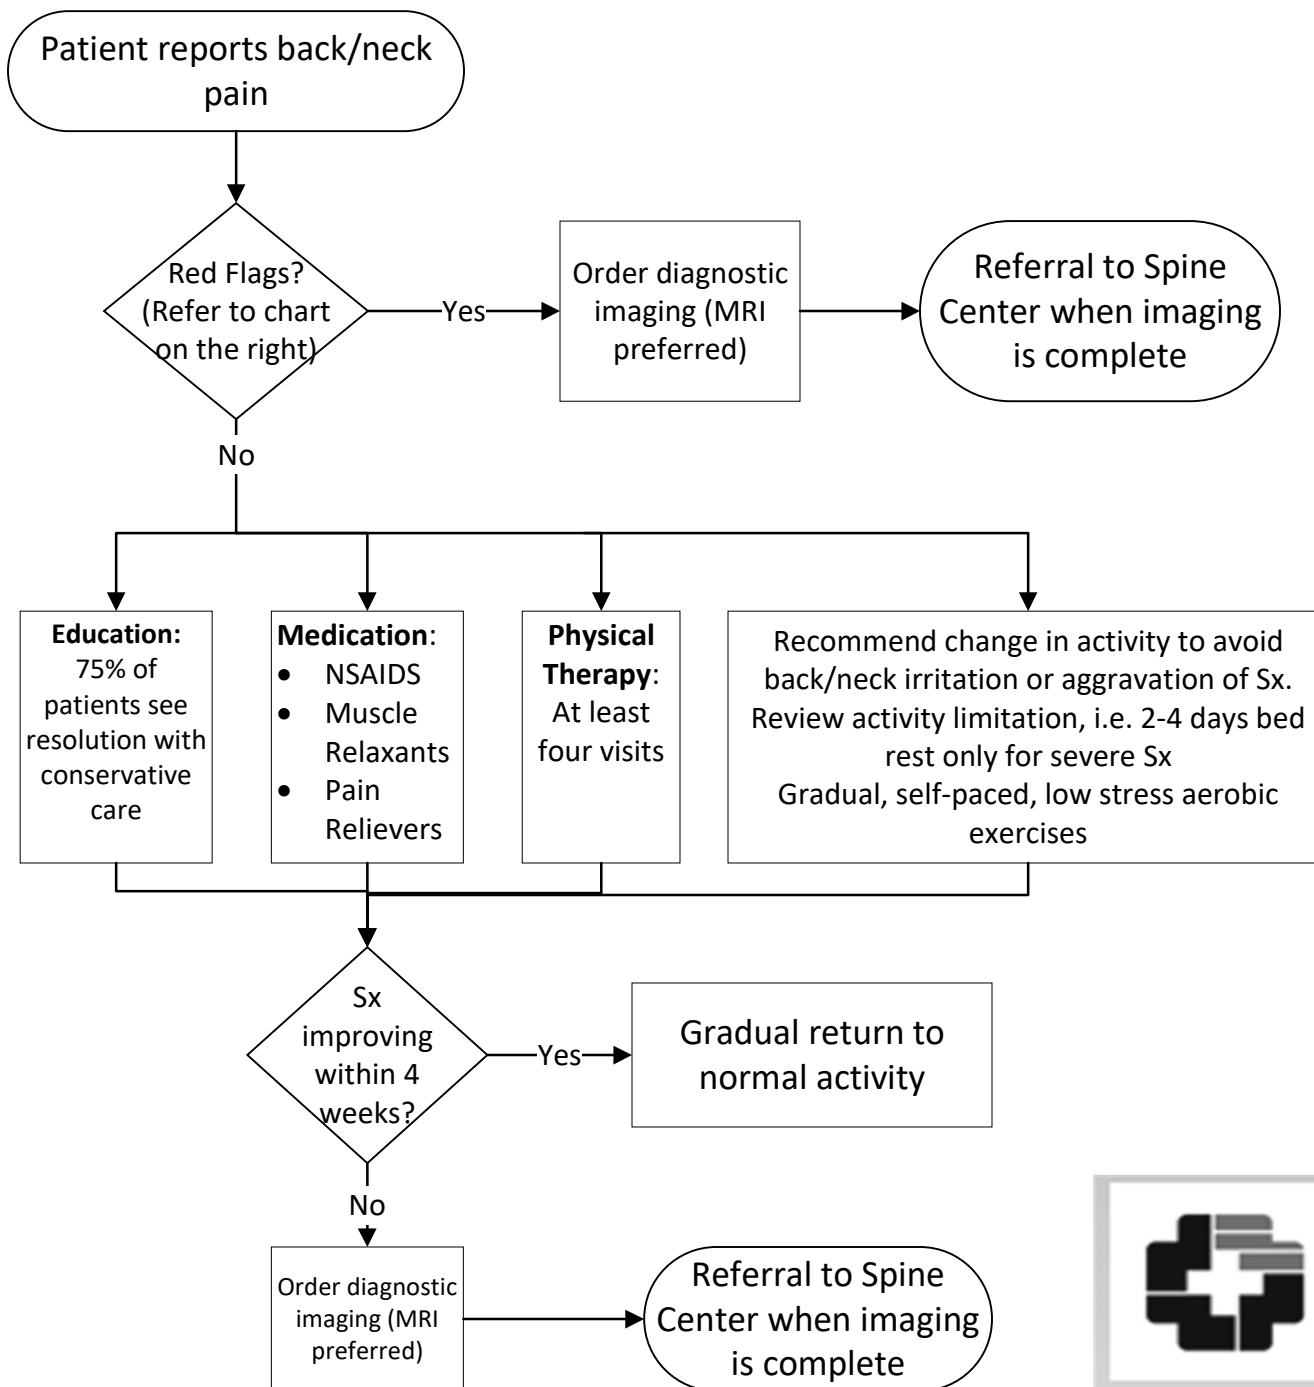 Patient reports back/neck
pain
Red Flags?
(Refer to chart
on the right)
Yes
Order diagnostic
imaging (MRI
preferred)
Referral to Spine
Center when imaging
is complete
No
Education:
75% of
patients see
resolution with
conservative
care
Medication:
• NSAIDS
• Muscle
Relaxants
• Pain
Relievers
Physical
Therapy:
At least
four visits
Recommend change in activity to avoid
back/neck irritation or aggravation of Sx.
Review activity limitation, i.e. 2-4 days bed
rest only for severe Sx
Gradual, self-paced, low stress aerobic
exercises
Sx
improving
within 4
weeks?
Yes
Gradual return to
normal activity
No
Order diagnostic
imaging (MRI
preferred)
Referral to Spine
Center when imaging
is complete